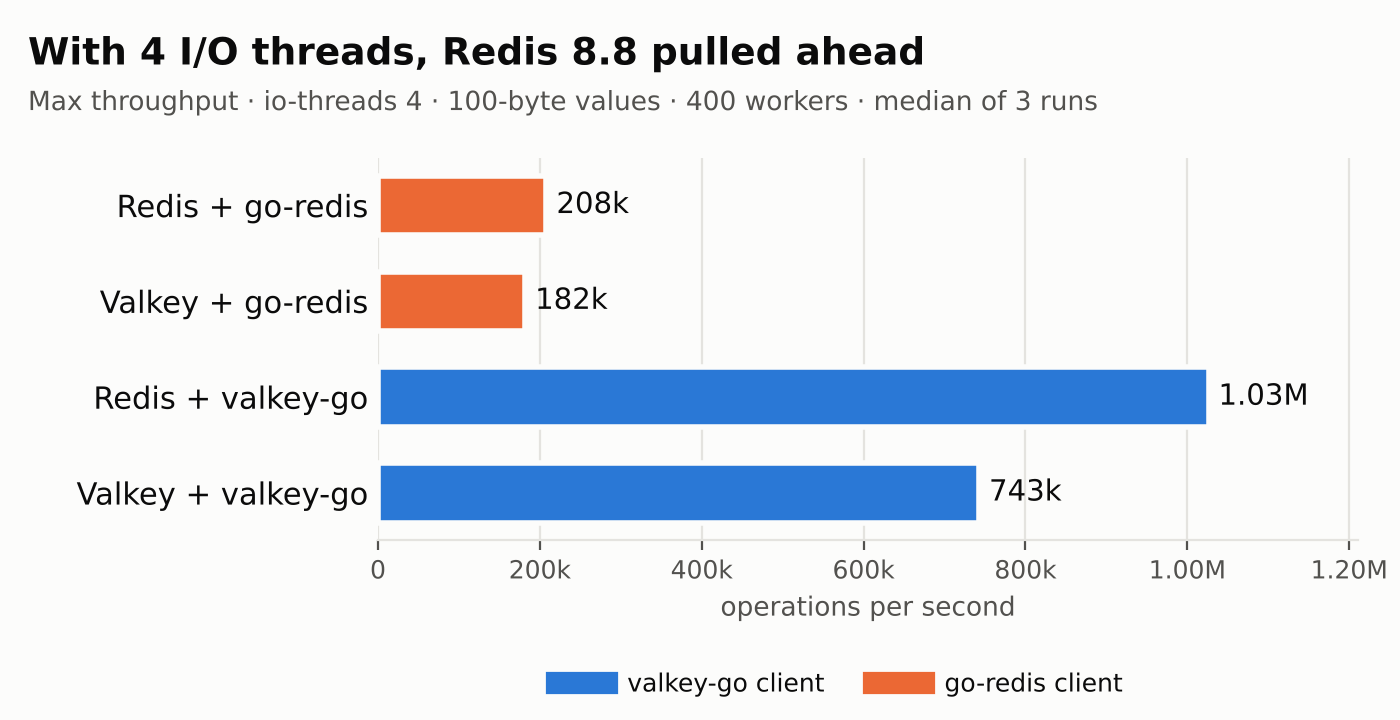 With 4 I/O threads, Redis 8.8 pulled ahead
Max throughput · io-threads 4 · 100-byte values · 400 workers · median of 3 runs
Redis + go-redis 208k
Valkey + go-redis 182k
Redis + valkey-go 1.03M
Valkey + valkey-go 743k
0 200k 400k 600k 800k 1.00M 1.20M
operations per second
valkey-go client go-redis client